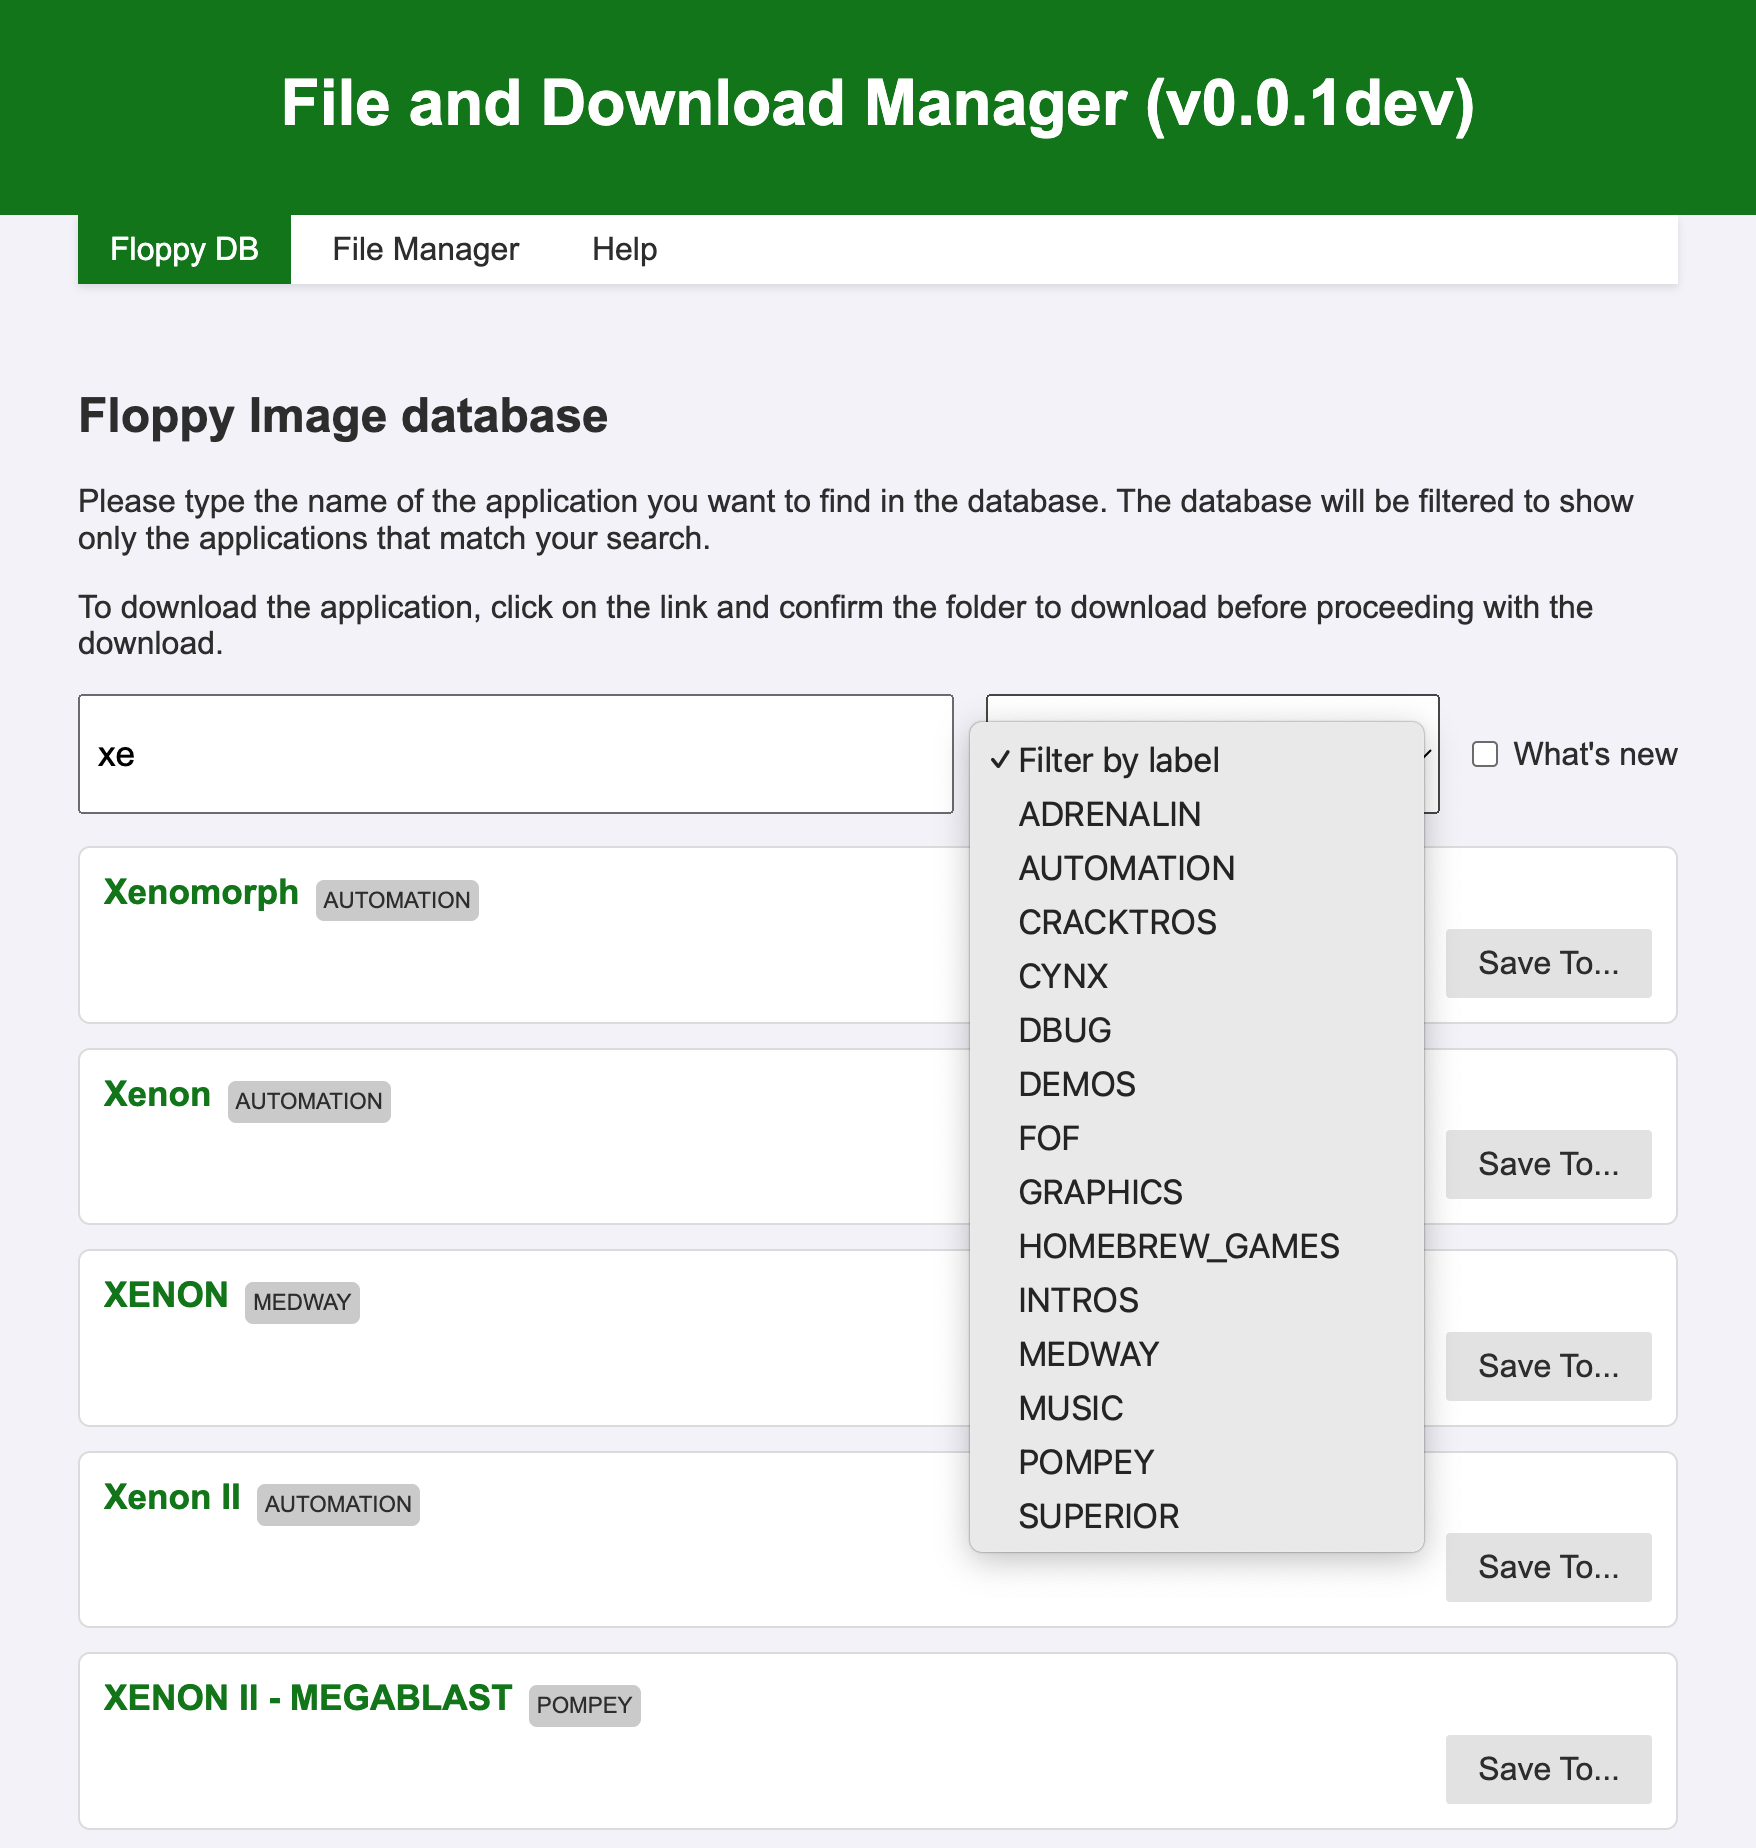 File and Download Manager (v0.0.1dev)
Floppy DB File Manager Help
Floppy Image database
Please type the name of the application you want to find in the database. The database will be filtered to show
only the applications that match your search.
To download the application, click on the link and confirm the folder to download before proceeding with the
download.
xe
✓ Filter by label
ADRENALIN
AUTOMATION
CRACKTROS
CYNX
DBUG
DEMOS
FOF
GRAPHICS
HOMEBREW_GAMES
INTROS
MEDWAY
MUSIC
POMPEY
SUPERIOR
What's new
Xenomorph AUTOMATION
Save To...
Xenon AUTOMATION
Save To...
XENON MEDWAY
Save To...
Xenon II AUTOMATION
Save To...
XENON II - MEGABLAST POMPEY
Save To...